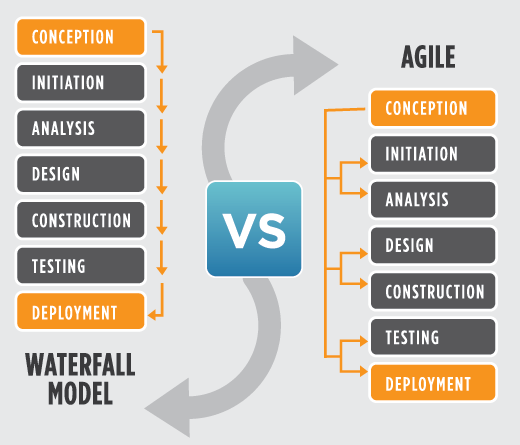 CONCEPTION
INITIATION
ANALYSIS
DESIGN
CONSTRUCTION
TESTING
DEPLOYMENT
WATERFALL
MODEL
VS
AGILE
CONCEPTION
INITIATION
ANALYSIS
DESIGN
CONSTRUCTION
TESTING
DEPLOYMENT